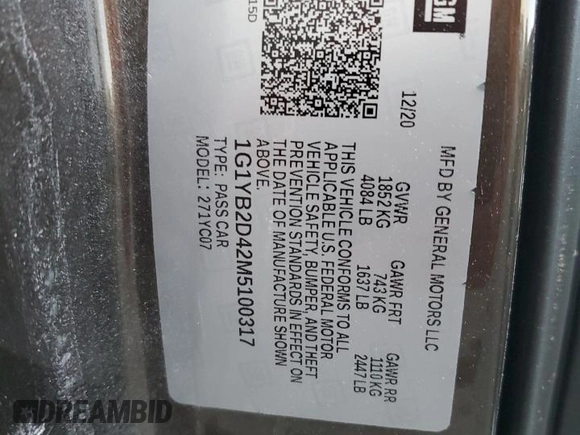 GM
MFD BY GENERAL MOTORS LLC
12/20
GVWR GAWR FRT GAWR RR
1852 KG 743 KG 1110 KG
4084 LB 1637 LB 2447 LB
THIS VEHICLE CONFORMS TO ALL
APPLICABLE U.S. FEDERAL MOTOR
VEHICLE SAFETY, BUMPER, AND THEFT
PREVENTION STANDARDS IN EFFECT ON
THE DATE OF MANUFACTURE SHOWN
ABOVE.
1G1YB2D42M5100317
TYPE: PASS CAR
MODEL: 271YC07
DREAMBID